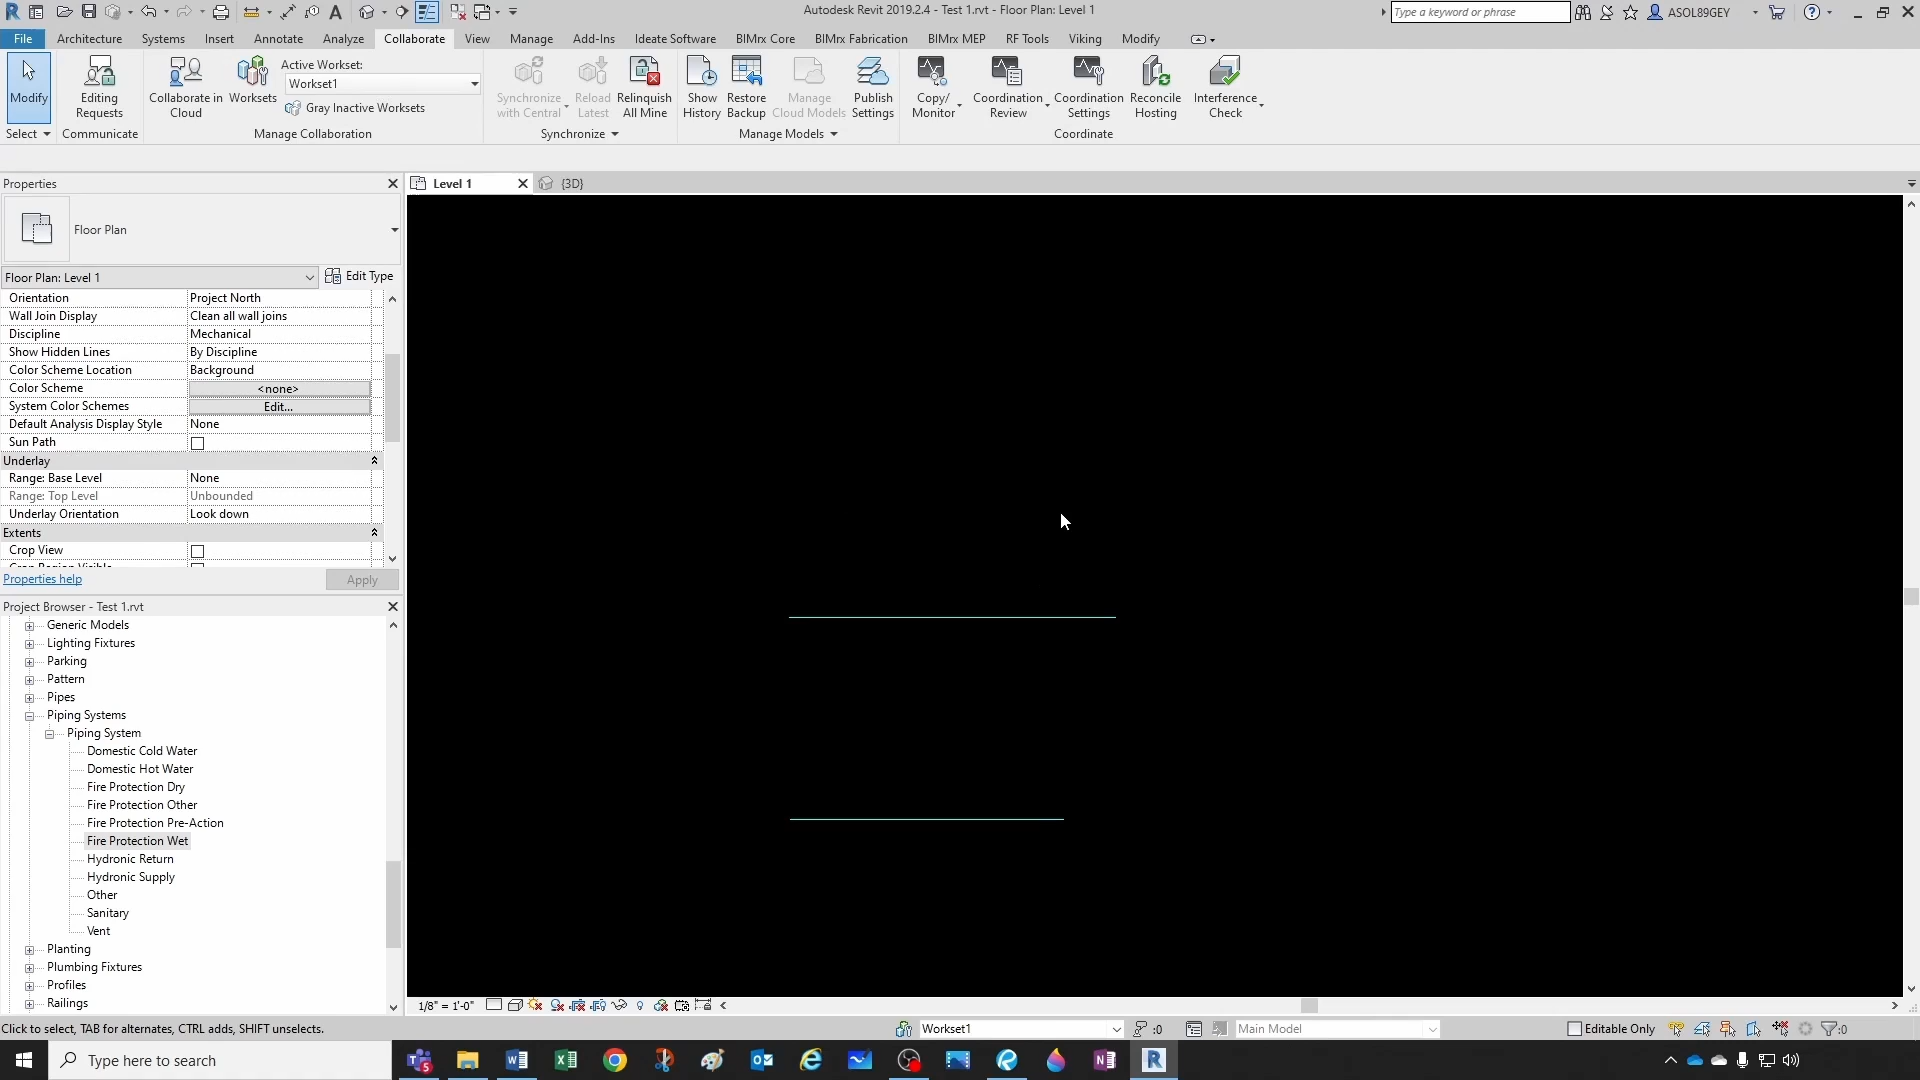 Autodesk Revit 2019.2.4 - Test 1.rvt - Floor Plan: Level 1
Type a keyword or phrase
ASOL89GEY
File Architecture Systems Insert Annotate Analyze Collaborate View Manage Add-Ins Ideate Software BIMrx Core BIMrx Fabrication BIMrx MEP RF Tools Viking Modify
Modify
Select
Editing Requests
Communicate
Collaborate in Cloud
Worksets
Active Workset:
Workset1
Gray Inactive Worksets
Manage Collaboration
Synchronize with Central
Reload Latest
Relinquish All Mine
Synchronize
Show History
Restore Backup
Manage Cloud Models
Publish Settings
Manage Models
Copy/ Monitor
Coordination Review
Coordination Settings
Reconcile Hosting
Interference Check
Coordinate
Properties
Level 1
{3D}
Floor Plan
Floor Plan: Level 1
Edit Type
Orientation Project North
Wall Join Display Clean all wall joins
Discipline Mechanical
Show Hidden Lines By Discipline
Color Scheme Location Background
Color Scheme <none>
System Color Schemes Edit...
Default Analysis Display Style None
Sun Path
Underlay
Range: Base Level None
Range: Top Level Unbounded
Underlay Orientation Look down
Extents
Crop View
Properties help
Apply
Project Browser - Test 1.rvt
Generic Models
Lighting Fixtures
Parking
Pattern
Pipes
Piping Systems
Piping System
Domestic Cold Water
Domestic Hot Water
Fire Protection Dry
Fire Protection Other
Fire Protection Pre-Action
Fire Protection Wet
Hydronic Return
Hydronic Supply
Other
Sanitary
Vent
Planting
Plumbing Fixtures
Profiles
Railings
1/8" = 1'-0"
Click to select, TAB for alternates, CTRL adds, SHIFT unselects.
Workset1
:0
Main Model
Editable Only
:0
Type here to search
5